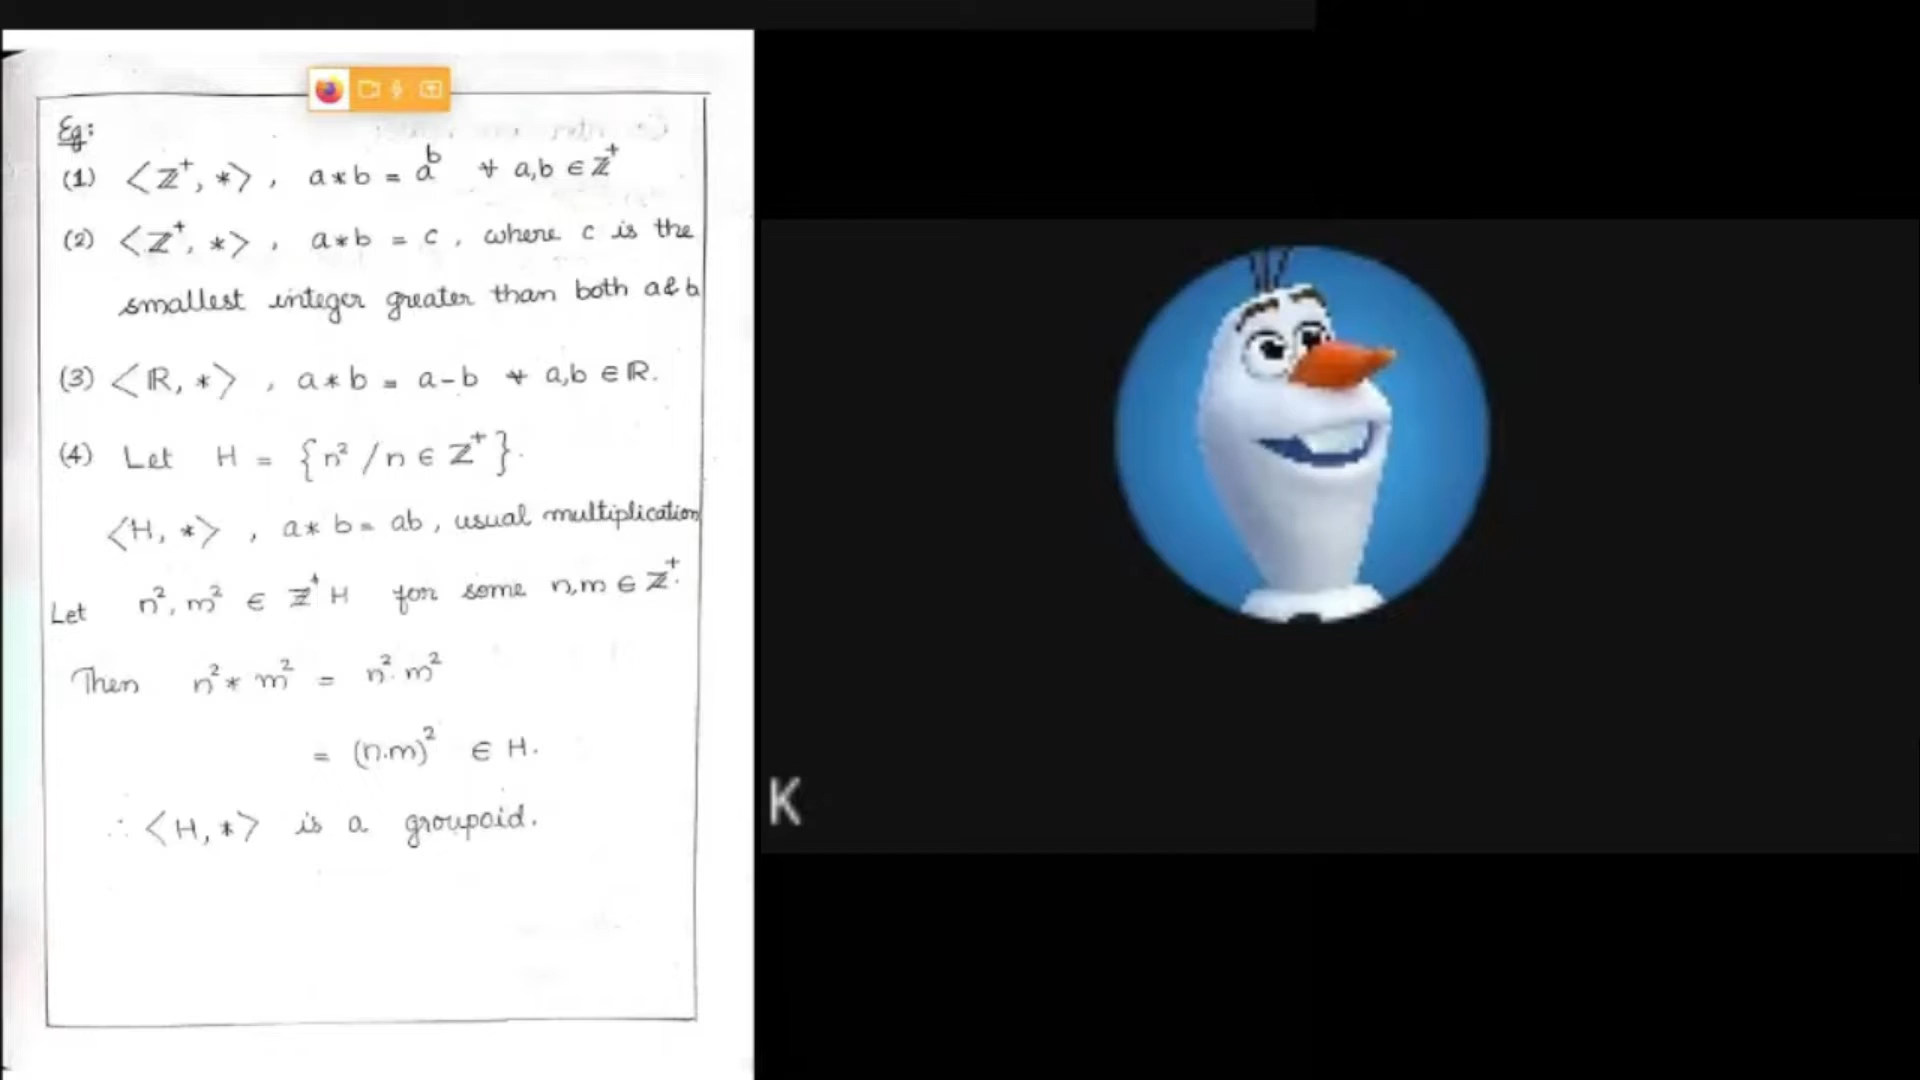 Eg:
(1) <ℤ⁺, *>, a*b = aᵇ ∀ a,b ∈ ℤ⁺
(2) <ℤ⁺, *>, a*b = c, where c is the
smallest integer greater than both a & b
(3) <ℝ, *>, a*b = a-b ∀ a,b ∈ ℝ.
(4) Let H = {n² / n ∈ ℤ⁺}.
<H, *>, a*b = ab, usual multiplication
Let n², m² ∈ ℤ⁺ H for some n,m ∈ ℤ⁺.
Then n² * m² = n².m²
= (n.m)² ∈ H.
∴ <H, *> is a groupoid.
K